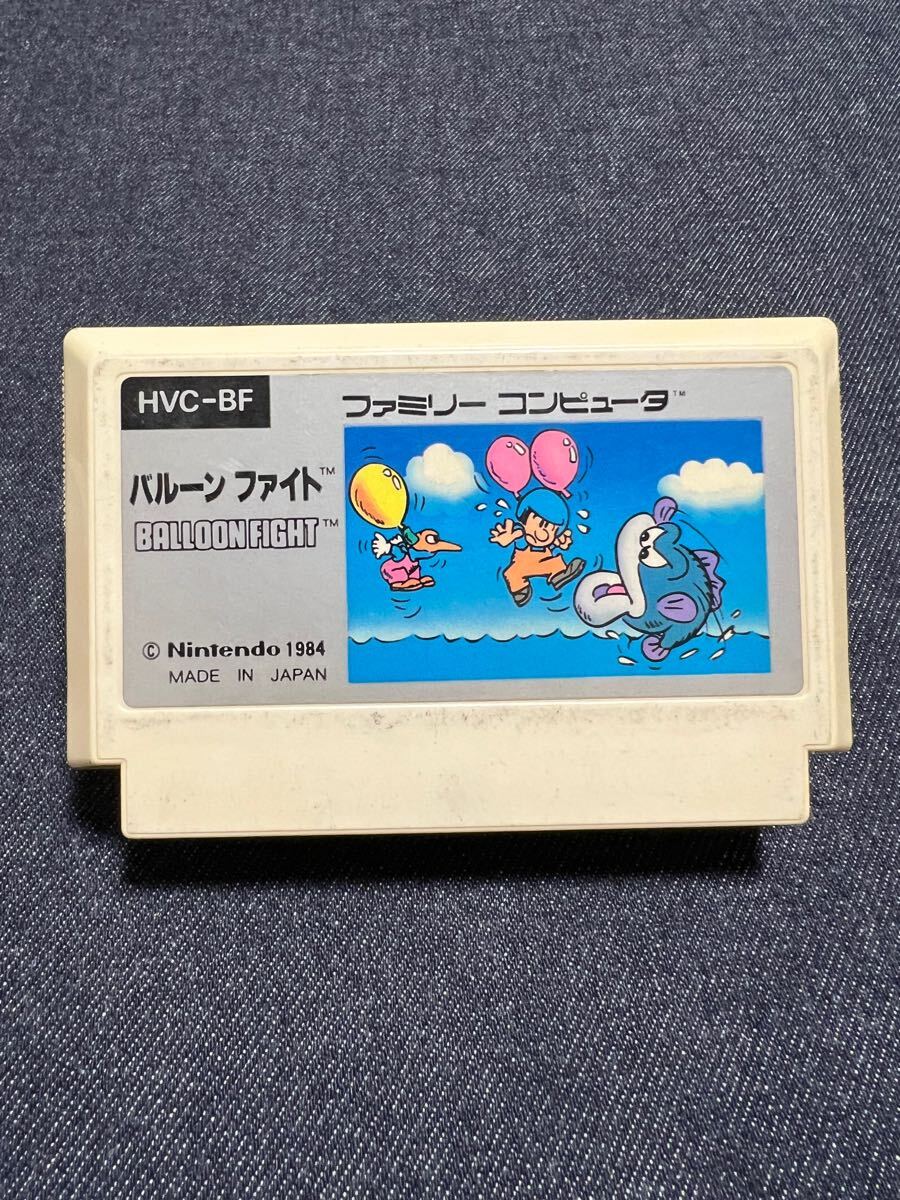 HVC-BF
ファミリー コンピュータ™
バルーン ファイト™
BALLOON FIGHT™
© Nintendo 1984
MADE IN JAPAN